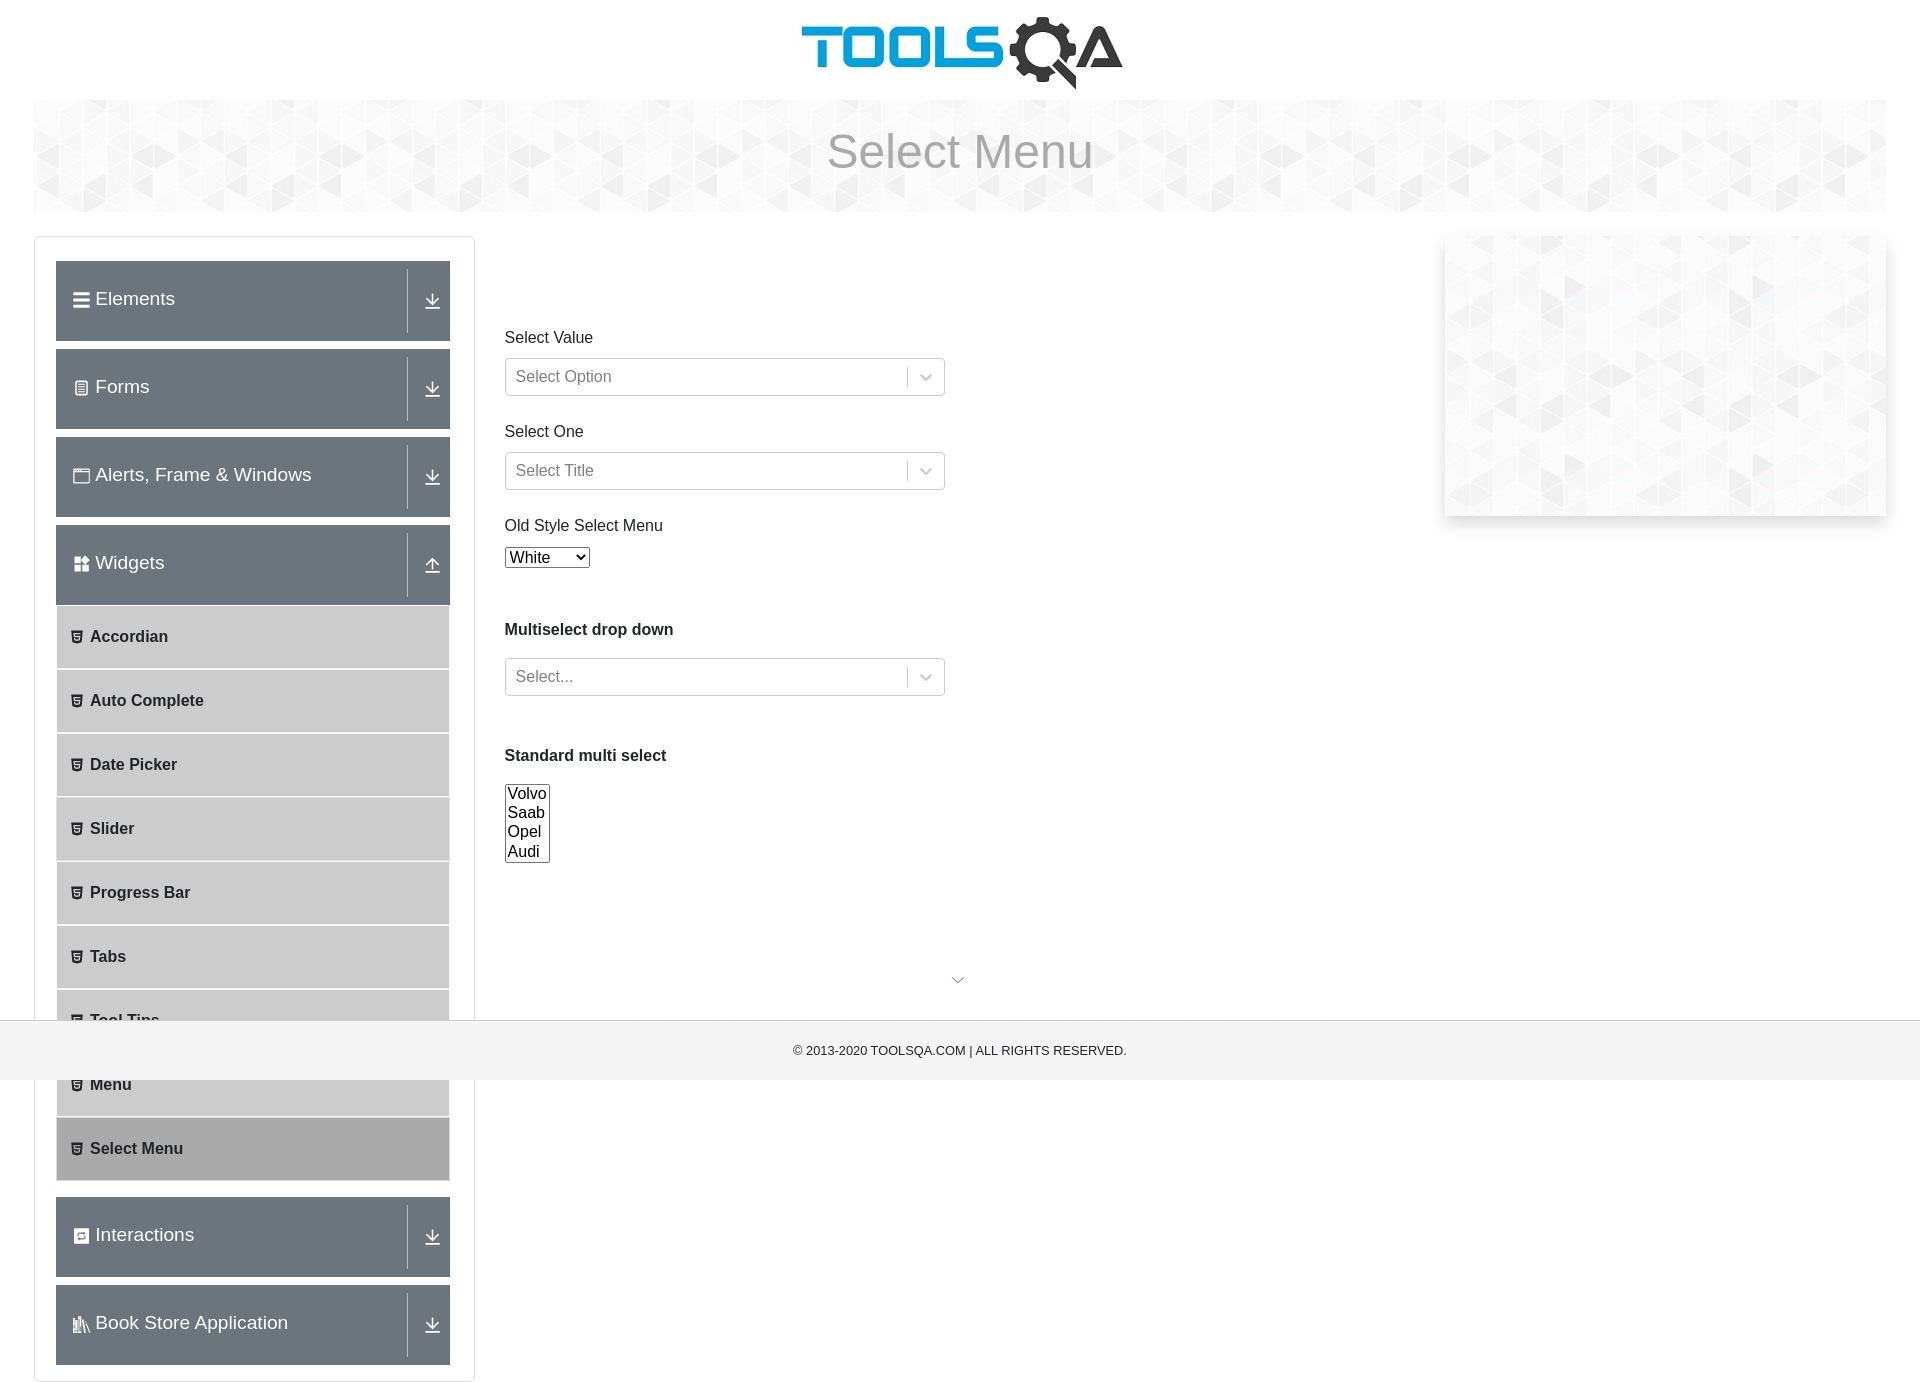 TOOLSQA
Select Menu
Elements
Forms
Alerts, Frame & Windows
Widgets
Accordian
Auto Complete
Date Picker
Slider
Progress Bar
Tabs
Tool Tips
Menu
Select Menu
Interactions
Book Store Application
Select Value
Select Option
Select One
Select Title
Old Style Select Menu
White
Multiselect drop down
Select...
Standard multi select
Volvo
Saab
Opel
Audi
© 2013-2020 TOOLSQA.COM | ALL RIGHTS RESERVED.